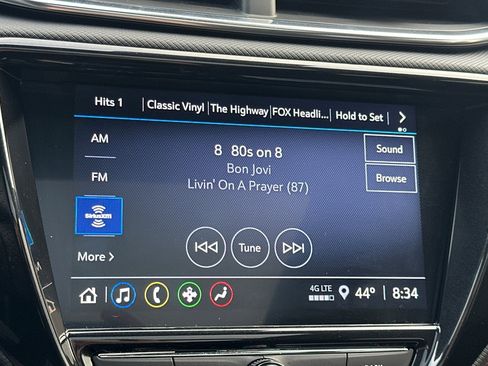 Hits 1 Classic Vinyl The Highway FOX Headli... Hold to Set
AM
8 80s on 8
Sound
Bon Jovi
FM
Livin' On A Prayer (87)
Browse
SiriusXM
Tune
More >
4G LTE
44° 8:34